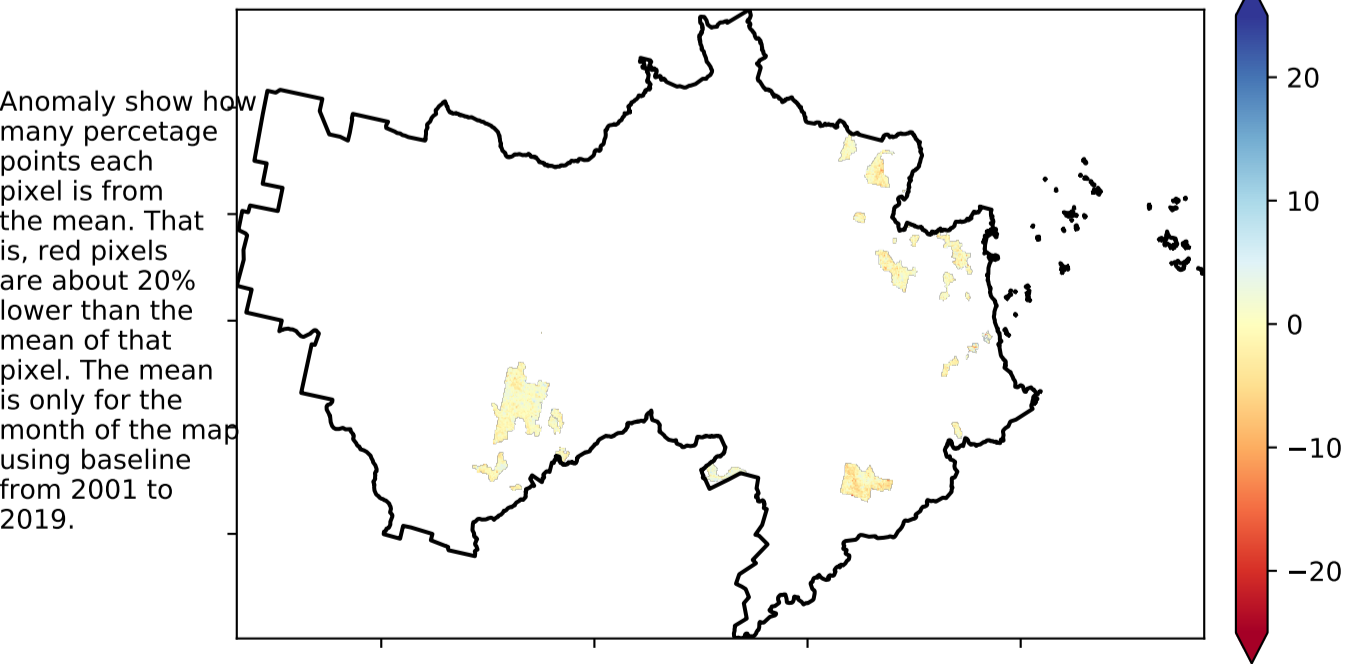 Anomaly show how
many percetage
points each
pixel is from
the mean. That
is, red pixels
are about 20%
lower than the
mean of that
pixel. The mean
is only for the
month of the map
using baseline
from 2001 to
2019.
20
10
0
−10
−20